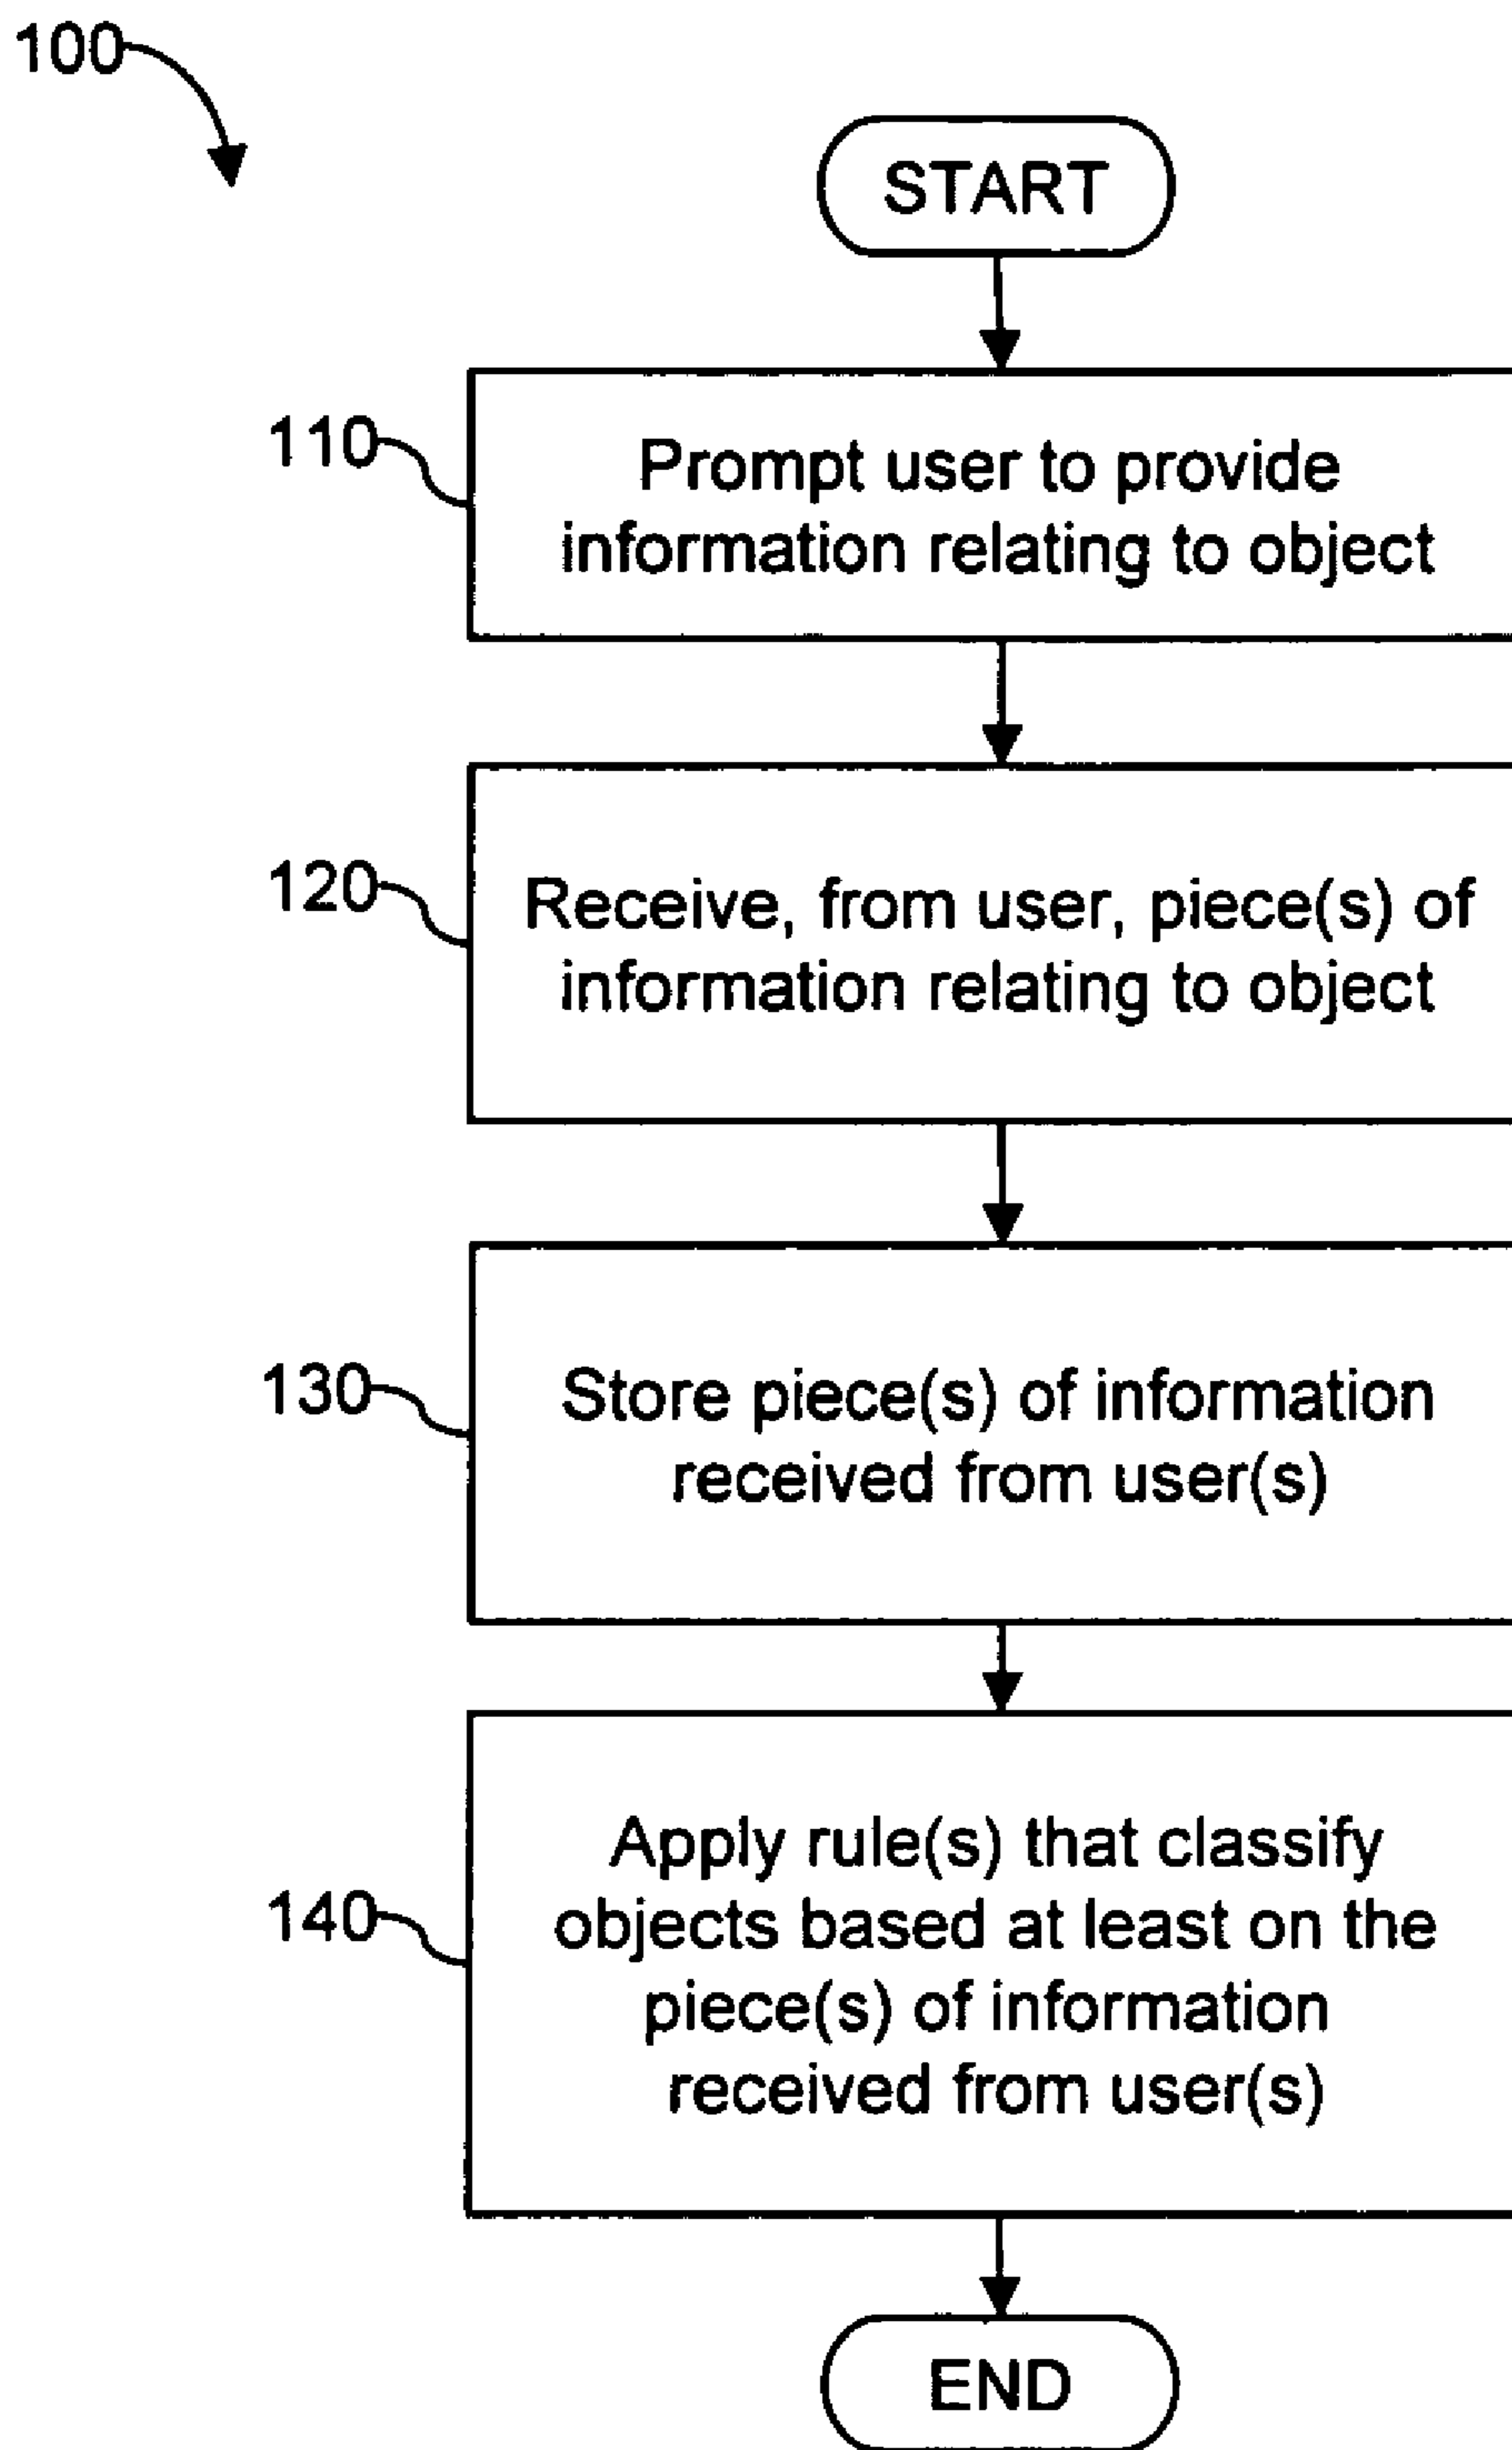 100
START
110
Prompt user to provide
information relating to object
120
Receive, from user, piece(s) of
information relating to object
130
Store piece(s) of information
received from user(s)
140
Apply rule(s) that classify
objects based at least on the
piece(s) of information
received from user(s)
END